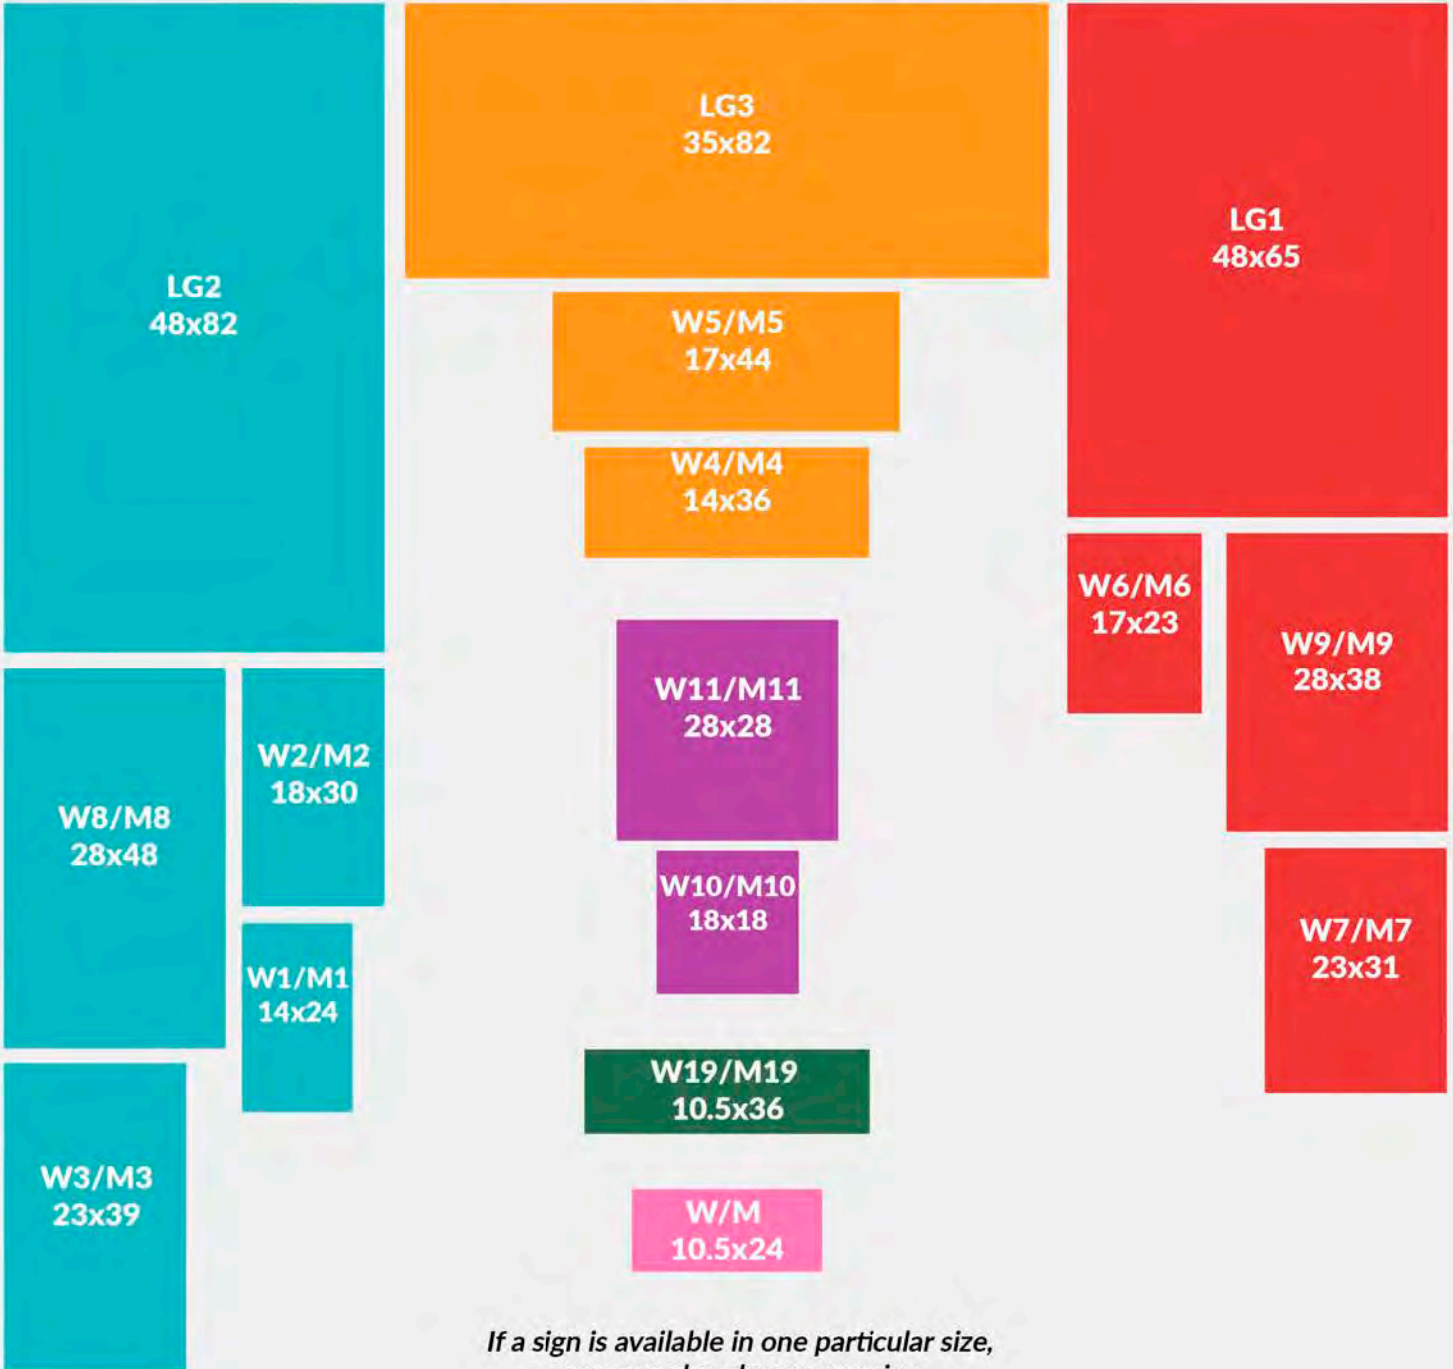 LG2
48x82
W8/M8
28x48
W2/M2
18x30
W1/M1
14x24
W3/M3
23x39
LG3
35x82
W5/M5
17x44
W4/M4
14x36
W11/M11
28x28
W10/M10
18x18
W19/M19
10.5x36
W/M
10.5x24
LG1
48x65
W6/M6
17x23
W9/M9
28x38
W7/M7
23x31
If a sign is available in one particular size,